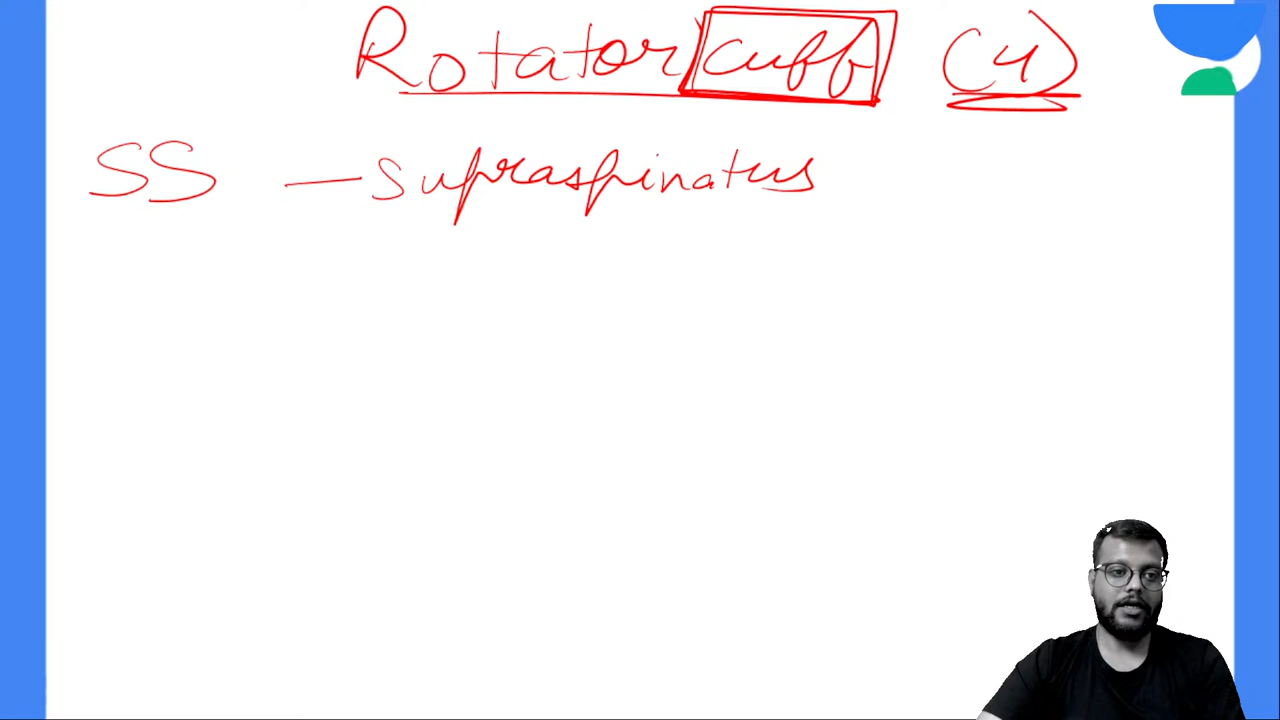 Rotator cuff (4)
SS — Supraspinatus